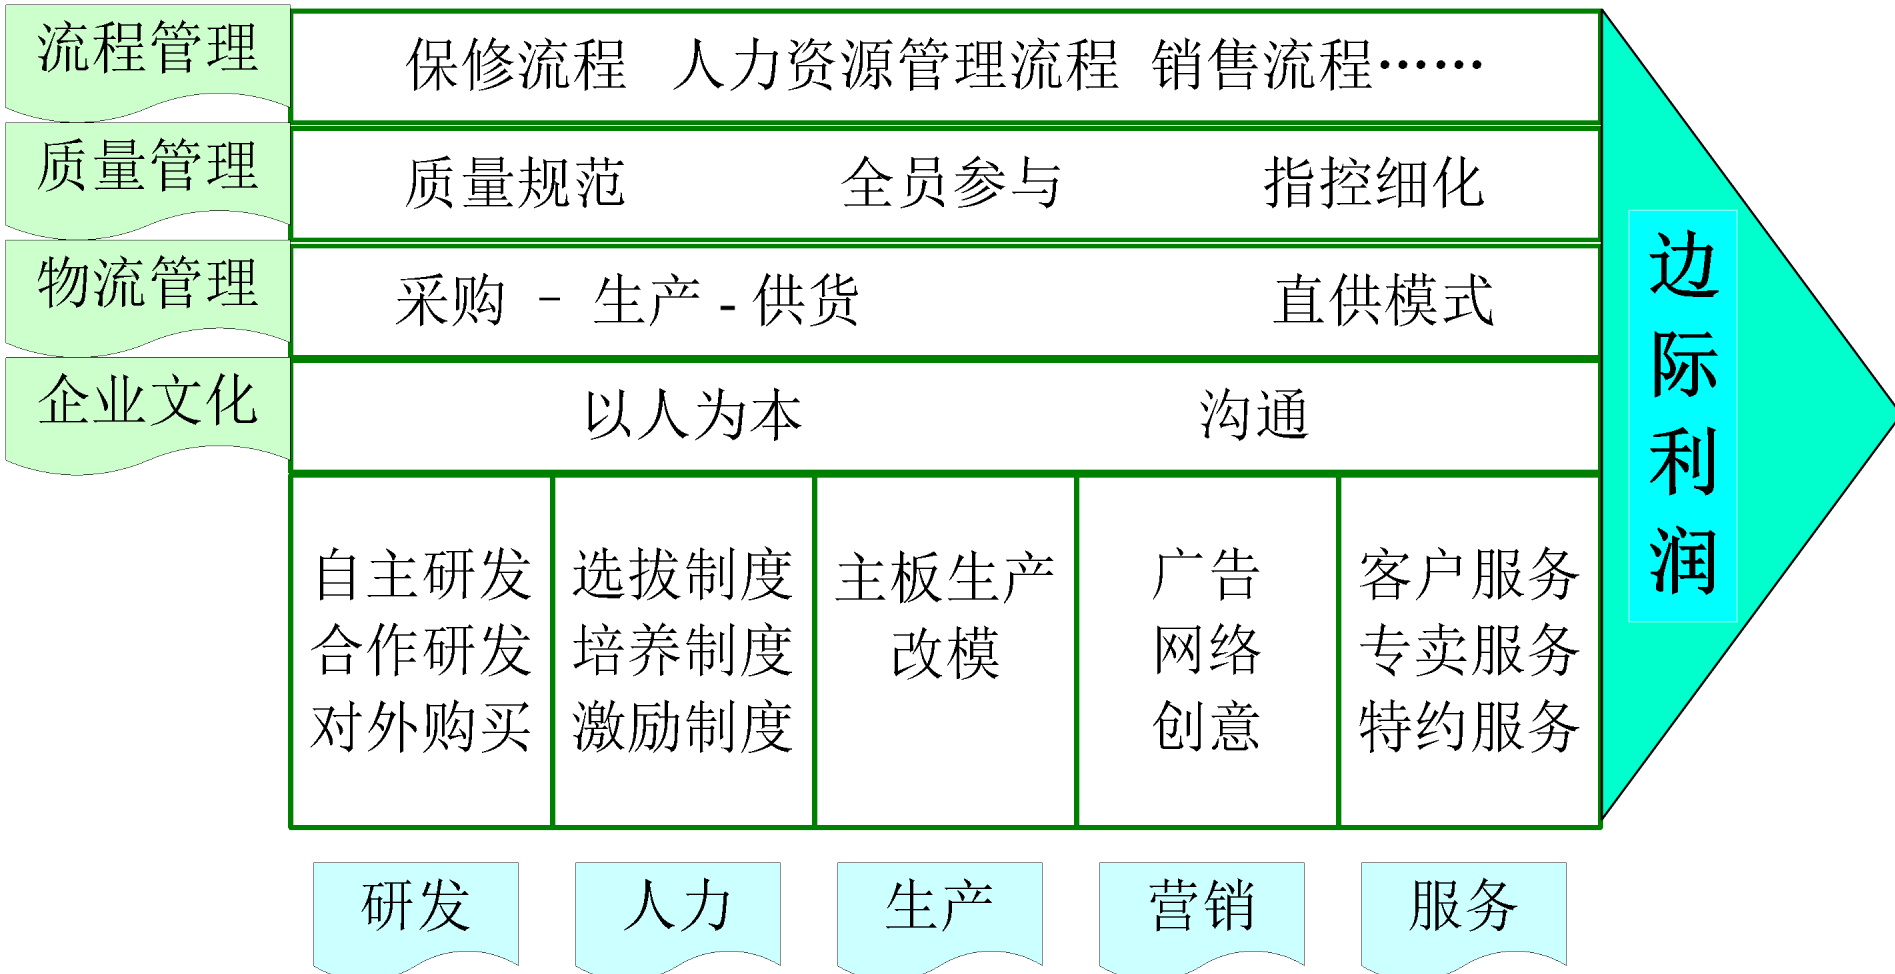 流程管理
保修流程 人力资源管理流程 销售流程……
质量管理
质量规范 全员参与 指控细化
物流管理
采购 - 生产 - 供货 直供模式
企业文化
以人为本 沟通
自主研发
合作研发
对外购买
选拔制度
培养制度
激励制度
主板生产
改模
广告
网络
创意
客户服务
专卖服务
特约服务
边
际
利
润
研发
人力
生产
营销
服务